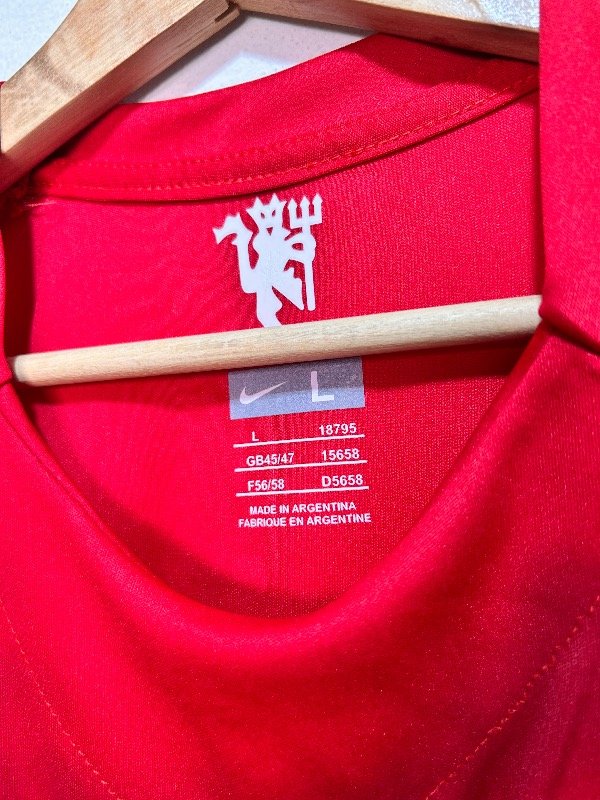 L
L 18795
GB45/47 15658
F56/58 D5658
MADE IN ARGENTINA
FABRIQUE EN ARGENTINE